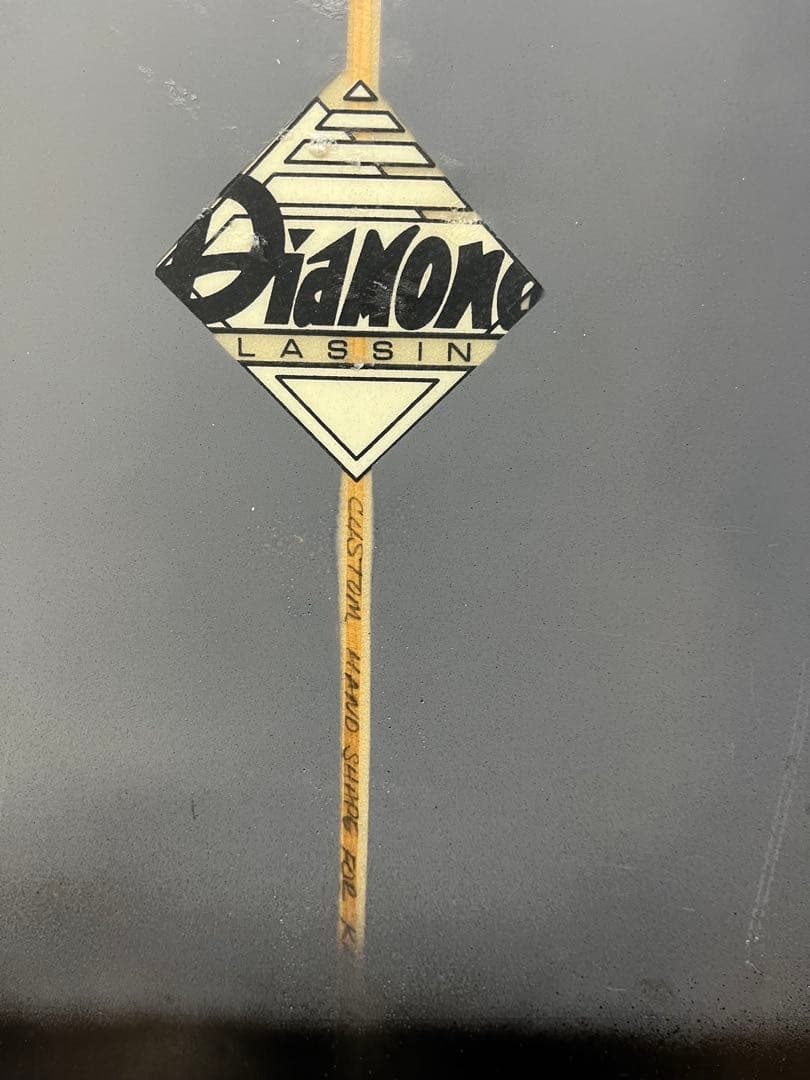 Diamond
LASSIN
CUSTOM HAND SHAPE FOR K